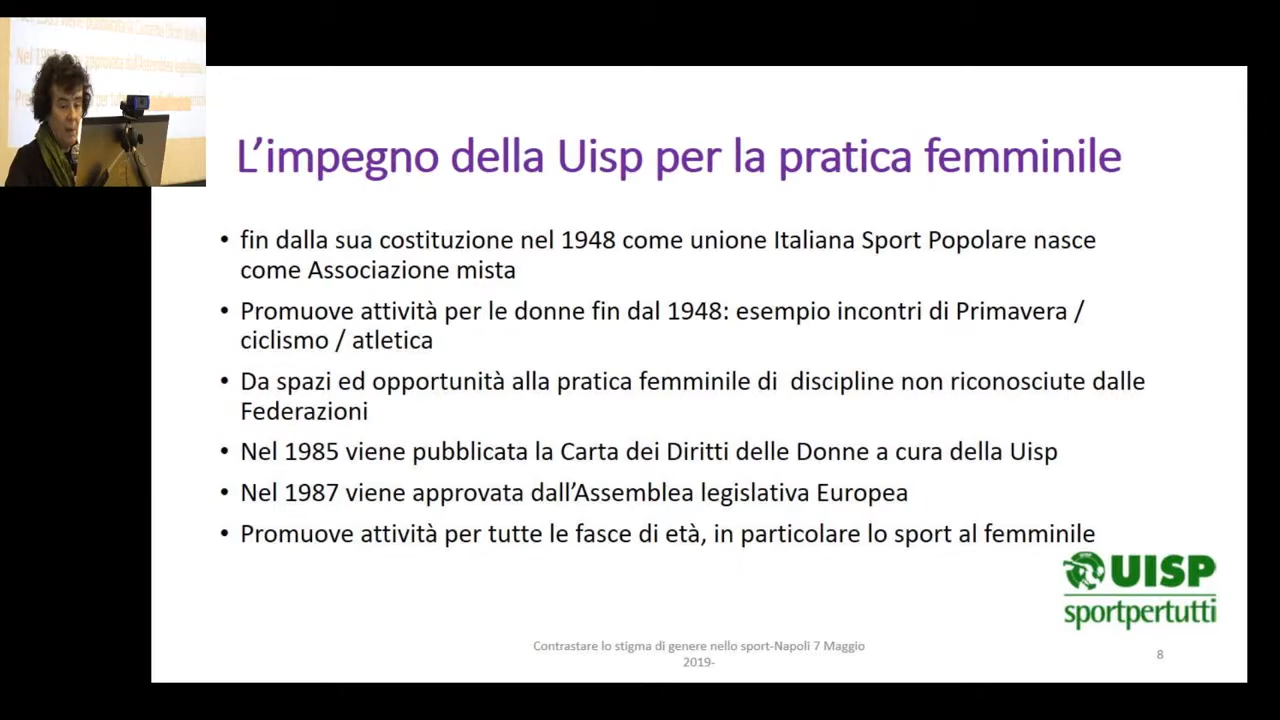 L'impegno della Uisp per la pratica femminile
• fin dalla sua costituzione nel 1948 come unione Italiana Sport Popolare nasce
come Associazione mista
• Promuove attività per le donne fin dal 1948: esempio incontri di Primavera /
ciclismo / atletica
• Da spazi ed opportunità alla pratica femminile di  discipline non riconosciute dalle
Federazioni
• Nel 1985 viene pubblicata la Carta dei Diritti delle Donne a cura della Uisp
• Nel 1987 viene approvata dall'Assemblea legislativa Europea
• Promuove attività per tutte le fasce di età, in particolare lo sport al femminile
UISP
sportpertutti
Contrastare lo stigma di genere nello sport-Napoli 7 Maggio
2019-
8